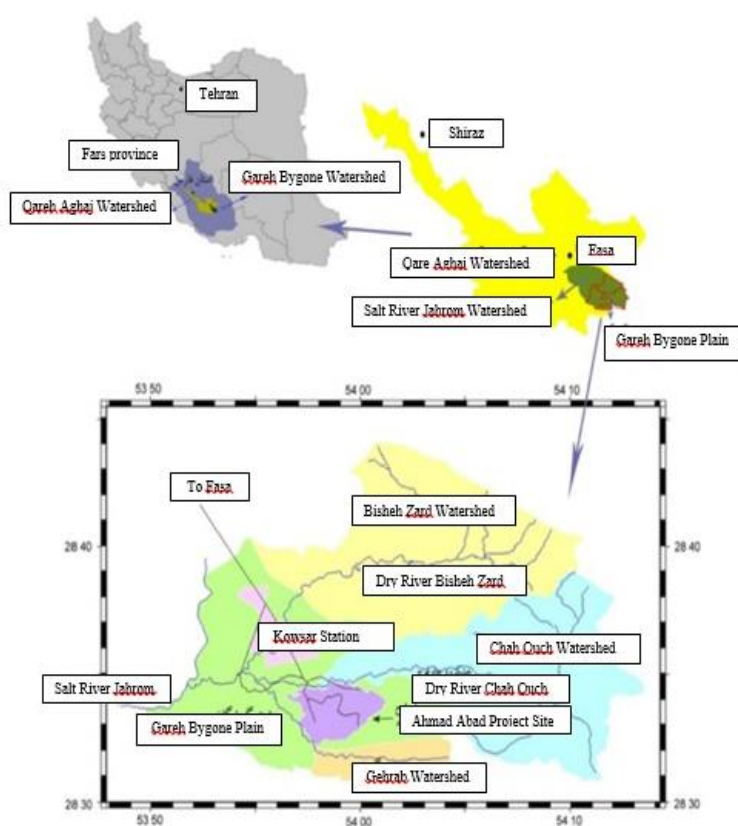 Tehran
Fars province
Gareh Bygone Watershed
Qareh Aghaj Watershed
Shiraz
Fasa
Qare Aghaj Watershed
Salt River Jahrom Watershed
Gareh Bygone Plain
53 50
54 00
54 10
To Fasa
Bisheh Zard Watershed
28 40
28 40
Dry River Bisheh Zard
Kowsar Station
Chah Quch Watershed
Salt River Jahrom
Dry River Chah Quch
Gareh Bygone Plain
Ahmad Abad Project Site
Gehrab Watershed
28 30
28 30
53 50
54 00
54 10